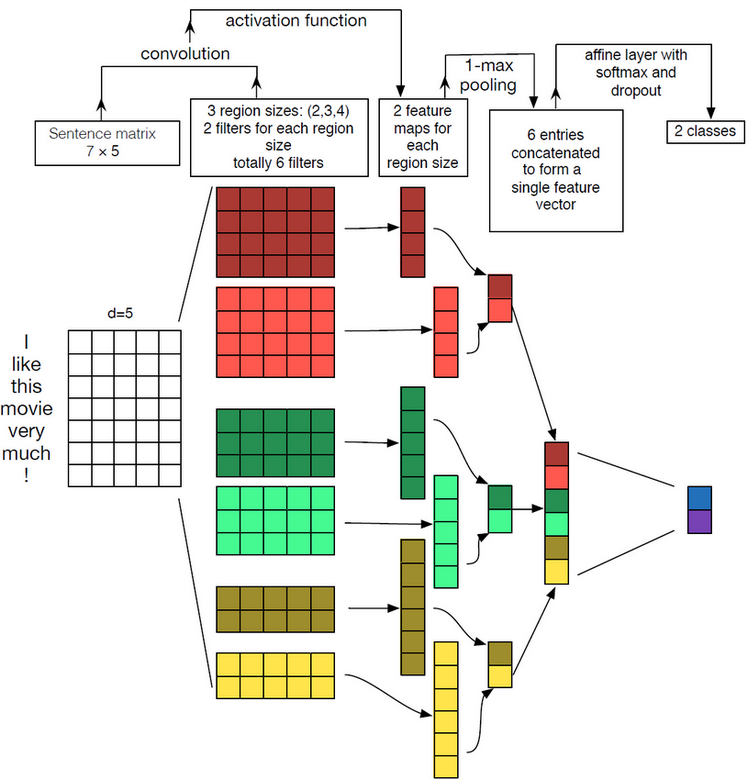 activation function
convolution
1-max
pooling
affine layer with
softmax and
dropout
Sentence matrix
7 × 5
3 region sizes: (2,3,4)
2 filters for each region
size
totally 6 filters
2 feature
maps for
each
region size
6 entries
concatenated
to form a
single feature
vector
2 classes
d=5
I
like
this
movie
very
much
!